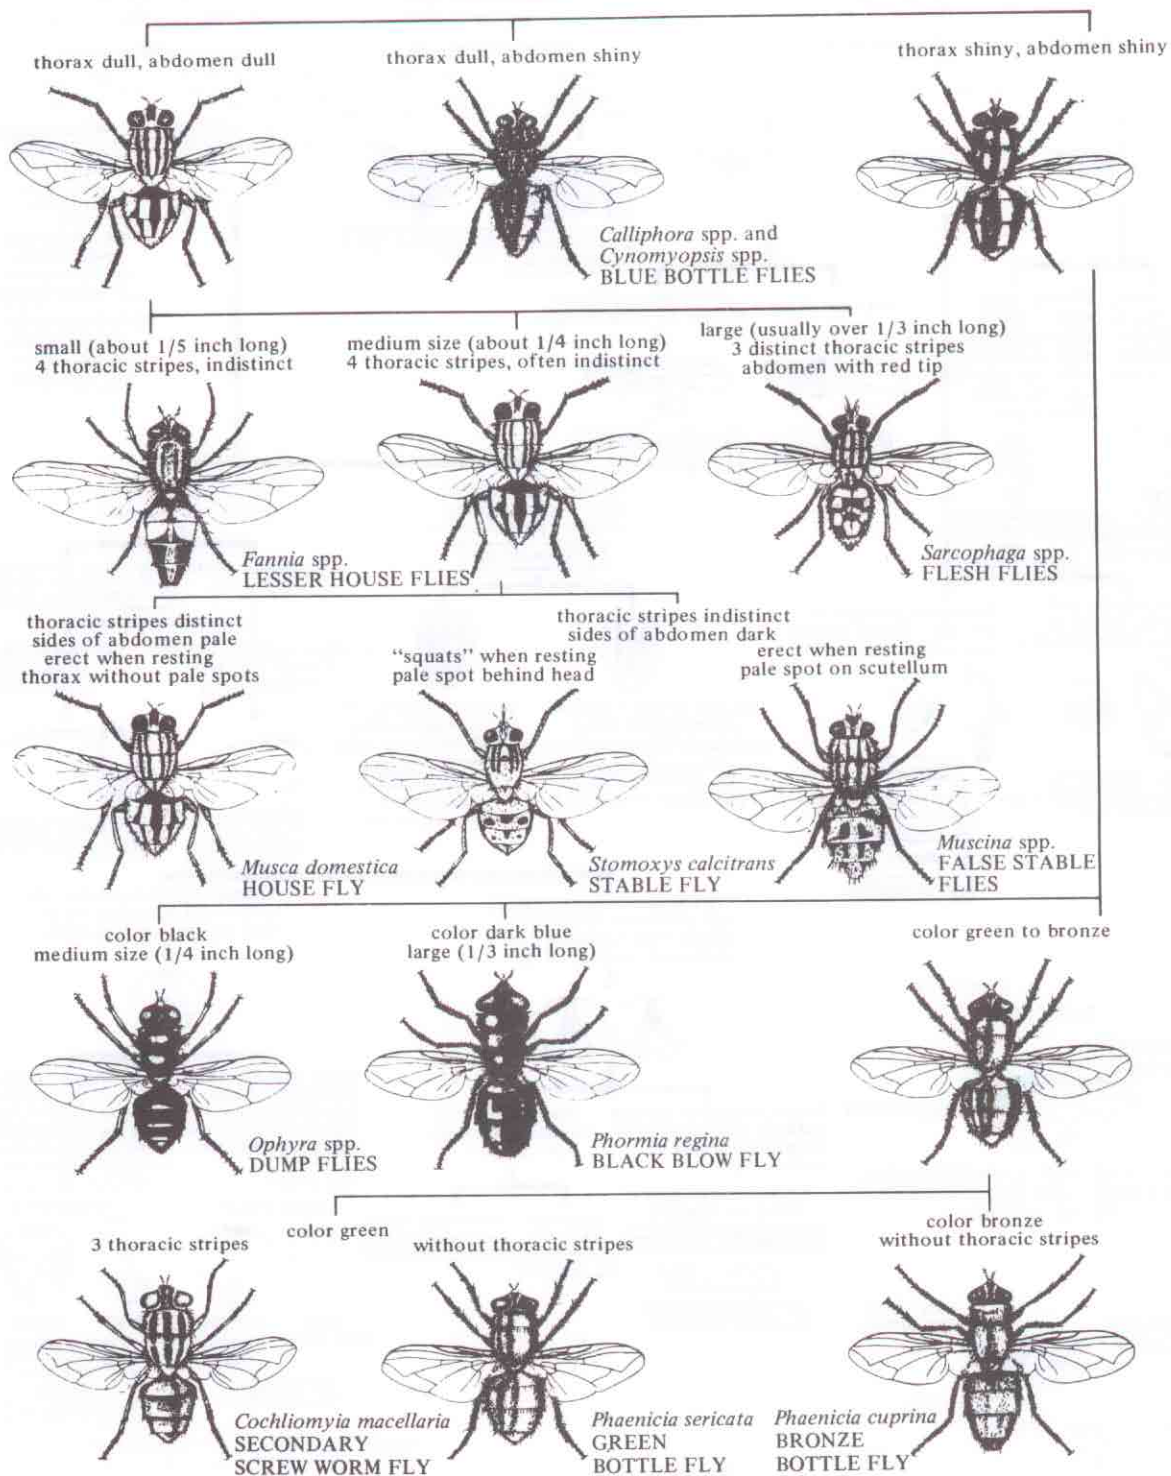 thorax dull, abdomen dull
thorax dull, abdomen shiny
thorax shiny, abdomen shiny
Calliphora spp. and
Cynomyopsis spp.
BLUE BOTTLE FLIES
small (about 1/5 inch long)
4 thoracic stripes, indistinct
medium size (about 1/4 inch long)
4 thoracic stripes, often indistinct
large (usually over 1/3 inch long)
3 distinct thoracic stripes
abdomen with red tip
Fannia spp.
LESSER HOUSE FLIES
Sarcophaga spp.
FLESH FLIES
thoracic stripes distinct
sides of abdomen pale
erect when resting
thorax without pale spots
thoracic stripes indistinct
sides of abdomen dark
"squats" when resting
pale spot behind head
erect when resting
pale spot on scutellum
Musca domestica
HOUSE FLY
Stomoxys calcitrans
STABLE FLY
Muscina spp.
FALSE STABLE
FLIES
color black
medium size (1/4 inch long)
color dark blue
large (1/3 inch long)
color green to bronze
Ophyra spp.
DUMP FLIES
Phormia regina
BLACK BLOW FLY
color green
3 thoracic stripes
without thoracic stripes
color bronze
without thoracic stripes
Cochliomyia macellaria
SECONDARY
SCREW WORM FLY
Phaenicia sericata
GREEN
BOTTLE FLY
Phaenicia cuprina
BRONZE
BOTTLE FLY